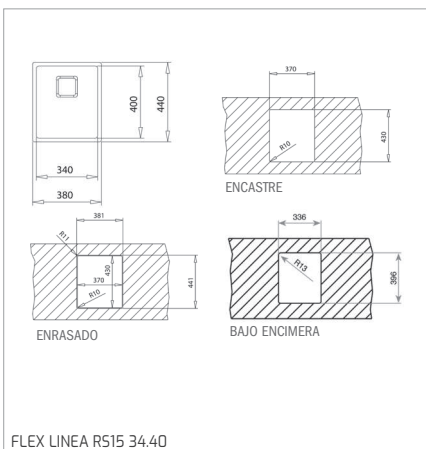 400
440
340
380
370
430
R10
ENCASTRE
381
R11
430
370
R10
441
ENRASADO
336
R13
396
BAJO ENCIMERA
FLEX LINEA RS15 34.40